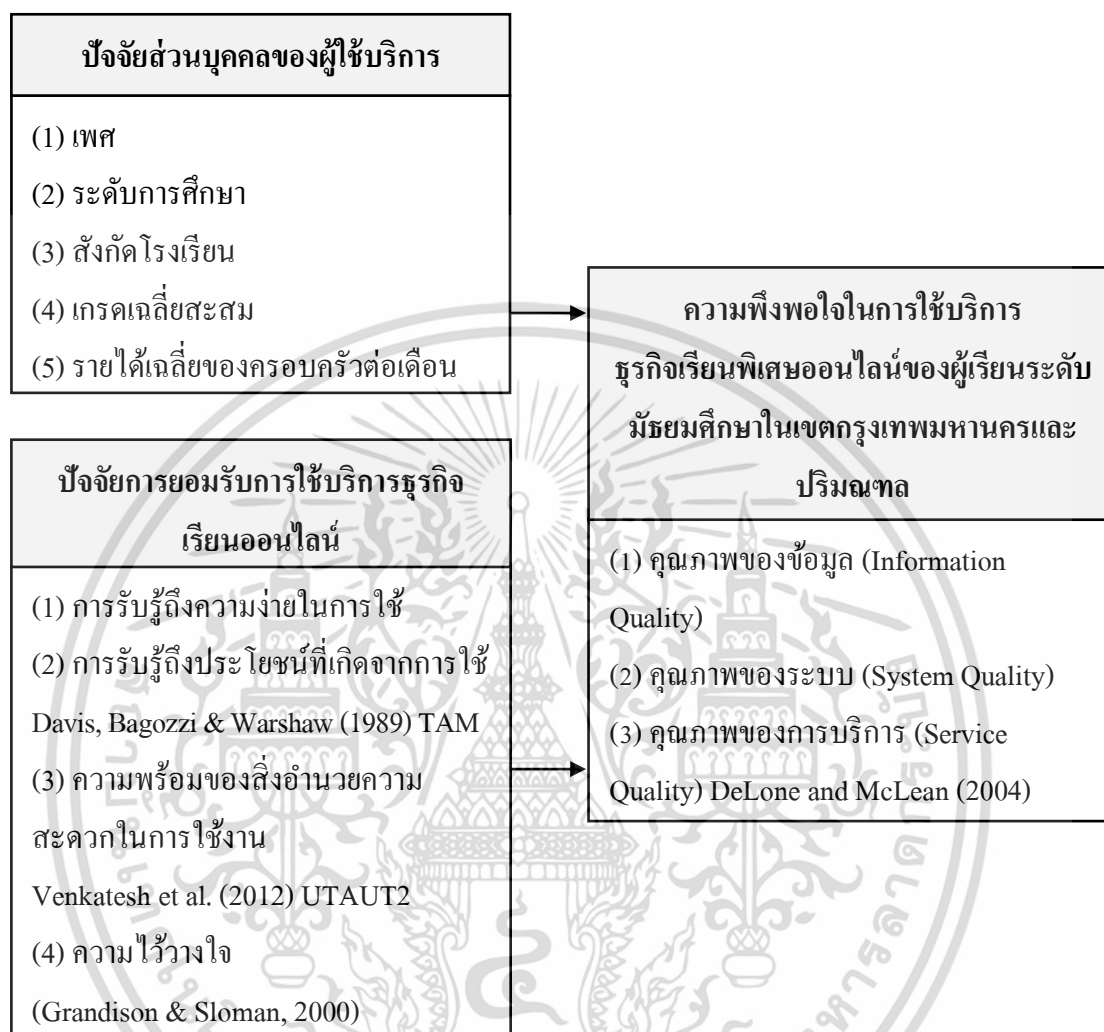 ปัจจัยส่วนบุคคลของผู้ใช้บริการ
(1) เพศ
(2) ระดับการศึกษา
(3) สังกัดโรงเรียน
(4) เกรดเฉลี่ยสะสม
(5) รายได้เฉลี่ยของครอบครัวต่อเดือน
ปัจจัยการยอมรับการใช้บริการธุรกิจ
เรียนออนไลน์
(1) การรับรู้ถึงความง่ายในการใช้
(2) การรับรู้ถึงประโยชน์ที่เกิดจากการใช้
Davis, Bagozzi & Warshaw (1989) TAM
(3) ความพร้อมของสิ่งอำนวยความ
สะดวกในการใช้งาน
Venkatesh et al. (2012) UTAUT2
(4) ความไว้วางใจ
(Grandison & Sloman, 2000)
ความพึงพอใจในการใช้บริการ
ธุรกิจเรียนพิเศษออนไลน์ของผู้เรียนระดับ
มัธยมศึกษาในเขตกรุงเทพมหานครและ
ปริมณฑล
(1) คุณภาพของข้อมูล (Information
Quality)
(2) คุณภาพของระบบ (System Quality)
(3) คุณภาพของการบริการ (Service
Quality) DeLone and McLean (2004)